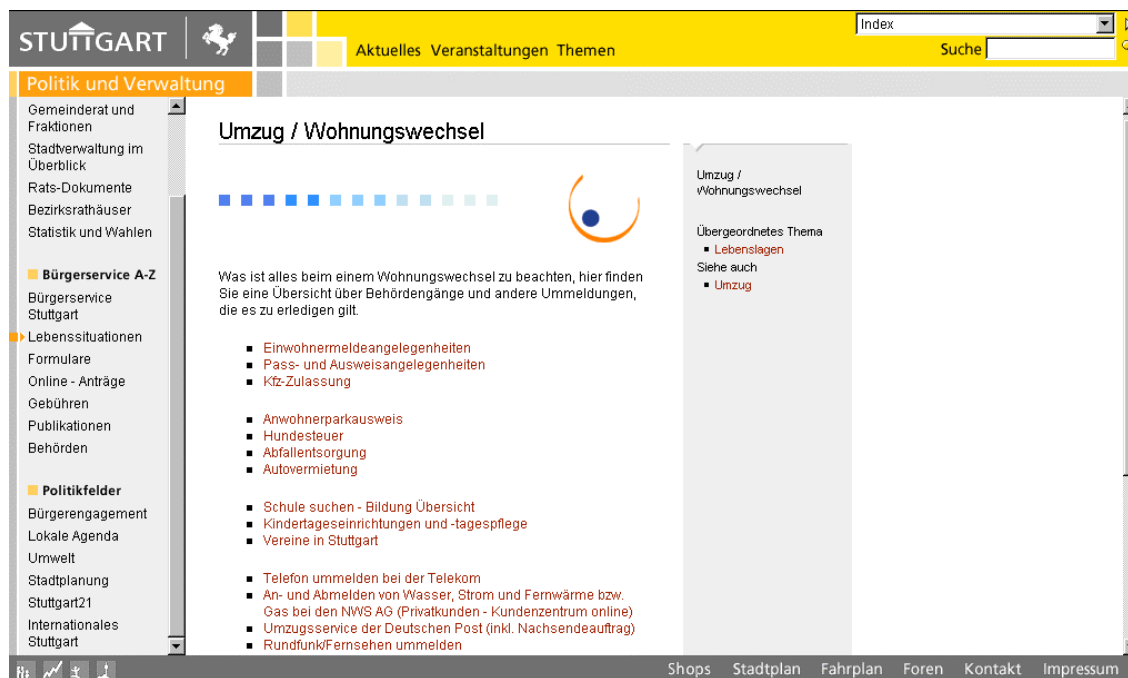 STUTTGART
Index
Aktuelles Veranstaltungen Themen
Suche
Politik und Verwaltung
Gemeinderat und
Fraktionen
Stadtverwaltung im
Überblick
Rats-Dokumente
Bezirksrathäuser
Statistik und Wahlen
Bürgerservice A-Z
Bürgerservice
Stuttgart
Lebenssituationen
Formulare
Online - Anträge
Gebühren
Publikationen
Behörden
Politikfelder
Bürgerengagement
Lokale Agenda
Umwelt
Stadtplanung
Stuttgart21
Internationales
Stuttgart
Umzug / Wohnungswechsel
Was ist alles beim einem Wohnungswechsel zu beachten, hier finden
Sie eine Übersicht über Behördengänge und andere Ummeldungen,
die es zu erledigen gilt.
Einwohnermeldeangelegenheiten
Pass- und Ausweisangelegenheiten
Kfz-Zulassung
Anwohnerparkausweis
Hundesteuer
Abfallentsorgung
Autovermietung
Schule suchen - Bildung Übersicht
Kindertageseinrichtungen und -tagespflege
Vereine in Stuttgart
Telefon ummelden bei der Telekom
An- und Abmelden von Wasser, Strom und Fernwärme bzw.
Gas bei den NWS AG (Privatkunden - Kundenzentrum online)
Umzugsservice der Deutschen Post (inkl. Nachsendeauftrag)
Rundfunk/Fernsehen ummelden
Umzug /
Wohnungswechsel
Übergeordnetes Thema
Lebenslagen
Siehe auch
Umzug
Shops Stadtplan Fahrplan Foren Kontakt Impressum